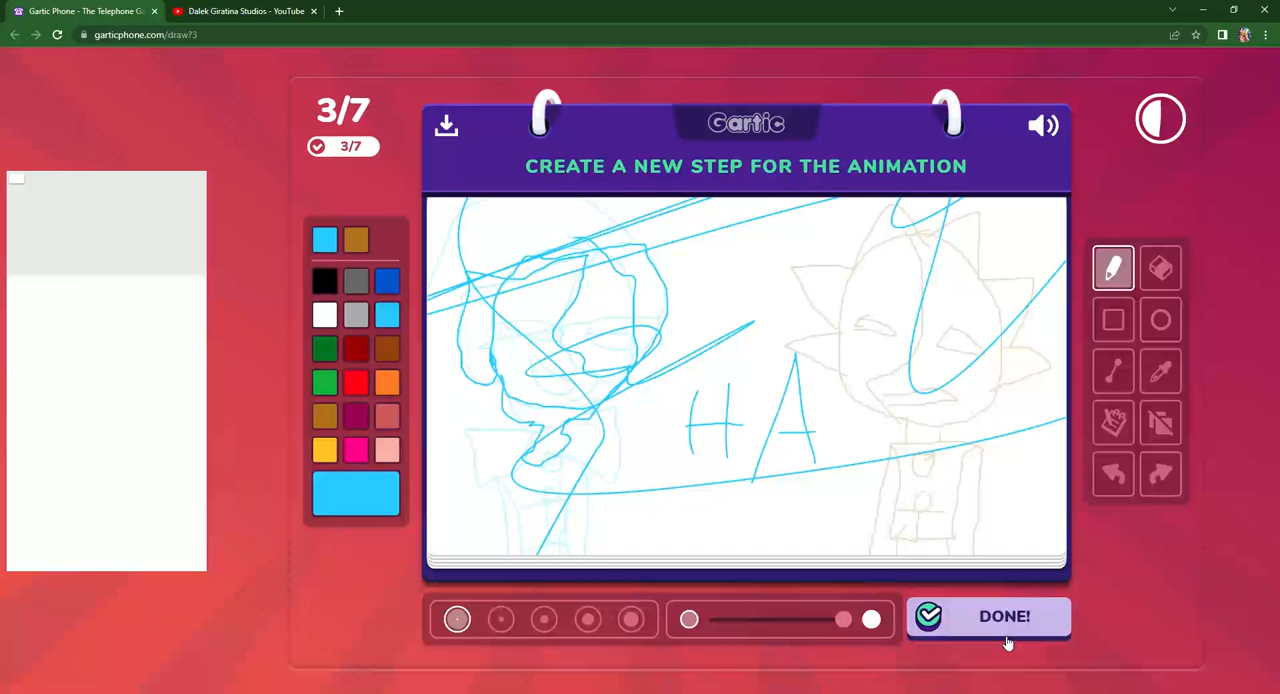 Gartic Phone - The Telephone Ga
Dalek Giratina Studios - YouTube
garticphone.com/draw?3
3/7
3/7
Gartic
CREATE A NEW STEP FOR THE ANIMATION
HA
DONE!